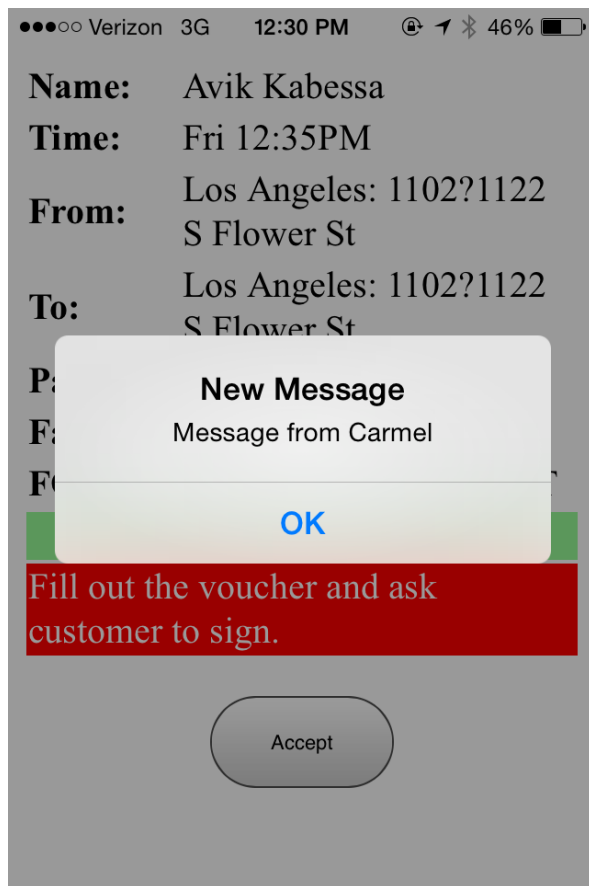 Verizon 3G 12:30 PM 46%
Name: Avik Kabessa
Time: Fri 12:35PM
From: Los Angeles: 1102?1122
S Flower St
To: Los Angeles: 1102?1122
S Flower St
New Message
Message from Carmel
OK
Fill out the voucher and ask
customer to sign.
Accept